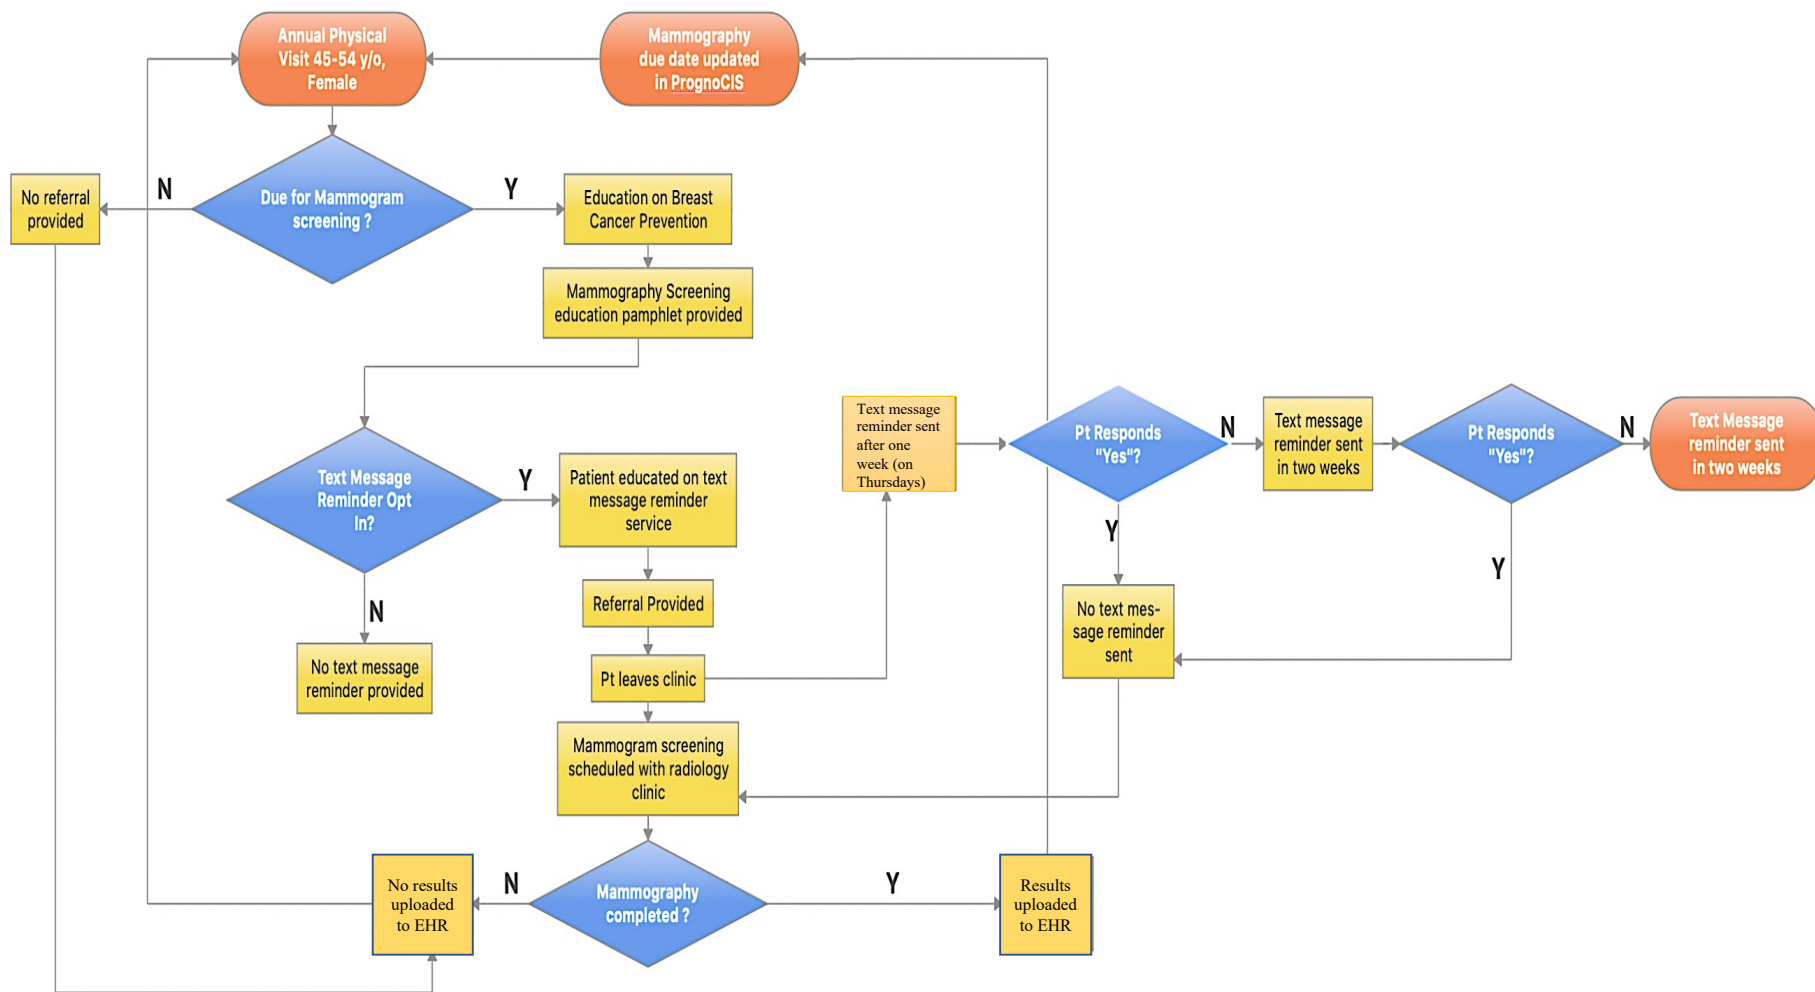 Annual Physical
Visit 45-54 y/o,
Female
Mammography
due date updated
in PrognoCIS
No referral
provided
N
Due for Mammogram
screening ?
Y
Education on Breast
Cancer Prevention
Mammography Screening
education pamphlet provided
Text Message
Reminder Opt
In?
Y
N
No text message
reminder provided
Patient educated on text
message reminder
service
Referral Provided
Pt leaves clinic
Mammogram screening
scheduled with radiology
clinic
Text message
reminder sent
after one
week (on
Thursdays)
Pt Responds
"Yes"?
N
Y
Text message
reminder sent
in two weeks
Pt Responds
"Yes"?
N
Y
Text Message
reminder sent
in two weeks
No text mes-
sage reminder
sent
No results
uploaded
to EHR
N
Mammography
completed ?
Y
Results
uploaded
to EHR